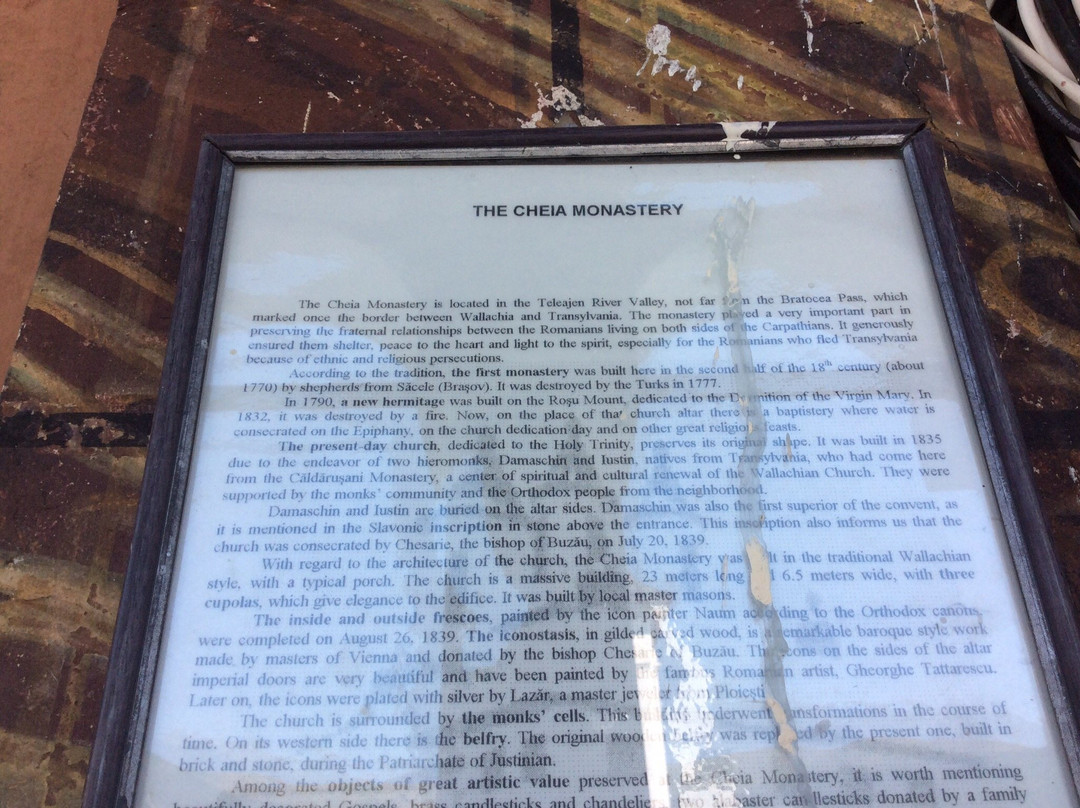 THE CHEIA MONASTERY
The Cheia Monastery is located in the Teleajen River Valley, not far from the Bratocea Pass, which
marked once the border between Wallachia and Transylvania. The monastery played a very important part in
preserving the fraternal relationships between the Romanians living on both sides of the Carpathians. It generously
ensured them shelter, peace to the heart and light to the spirit, especially for the Romanians who fled Transylvania
because of ethnic and religious persecutions.
According to the tradition, the first monastery was built here in the second half of the 18th century (about
1770) by shepherds from Săcele (Braşov). It was destroyed by the Turks in 1777.
In 1790, a new hermitage was built on the Roşu Mount, dedicated to the Dormition of the Virgin Mary. In
1832, it was destroyed by a fire. Now, on the place of that church altar there is a baptistery where water is
consecrated on the Epiphany, on the church dedication day and on other great religious feasts.
The present-day church, dedicated to the Holy Trinity, preserves its original shape. It was built in 1835
due to the endeavor of two hieromonks, Damaschin and Iustin, natives from Transylvania, who had come here
from the Căldăruşani Monastery, a center of spiritual and cultural renewal of the Wallachian Church. They were
supported by the monks' community and the Orthodox people from the neighborhood.
Damaschin and Iustin are buried on the altar sides. Damaschin was also the first superior of the convent, as
it is mentioned in the Slavonic inscription in stone above the entrance. This inscription also informs us that the
church was consecrated by Chesarie, the bishop of Buzău, on July 20, 1839.
With regard to the architecture of the church, the Cheia Monastery was built in the traditional Wallachian
style, with a typical porch. The church is a massive building, 23 meters long and 6.5 meters wide, with three
cupolas, which give elegance to the edifice. It was built by local master masons.
The inside and outside frescoes, painted by the icon painter Naum according to the Orthodox canons,
were completed on August 26, 1839. The iconostasis, in gilded carved wood, is a remarkable baroque style work
made by masters of Vienna and donated by the bishop Chesarie of Buzău. The icons on the sides of the altar
imperial doors are very beautiful and have been painted by the famous Romanian artist, Gheorghe Tattarescu.
Later on, the icons were plated with silver by Lazăr, a master jeweler from Ploieşti
The church is surrounded by the monks' cells. This building underwent transformations in the course of
time. On its western side there is the belfry. The original wooden belfry was replaced by the present one, built in
brick and stone, during the Patriarchate of Justinian.
Among the objects of great artistic value preserved at the Cheia Monastery, it is worth mentioning
beautifully decorated Gospels, brass candlesticks and chandeliers, two alabaster candlesticks donated by a family